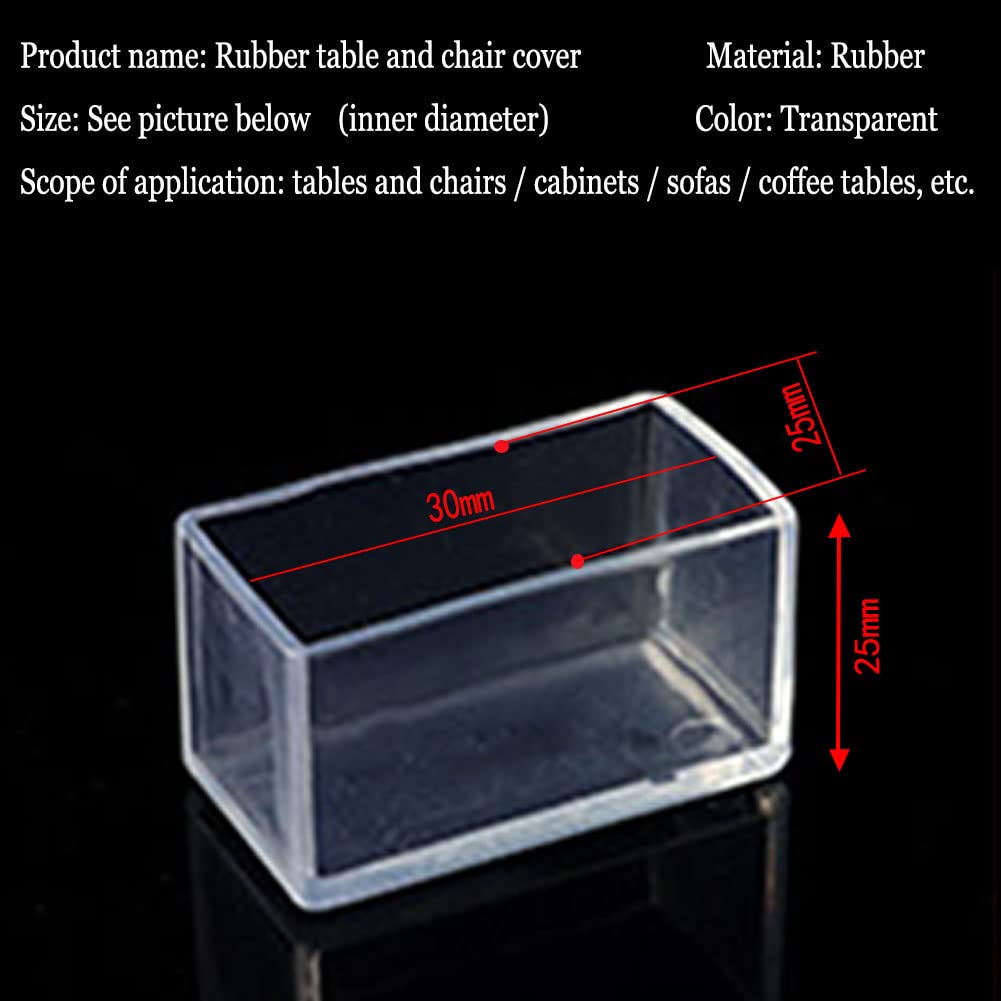 Product name: Rubber table and chair cover Material: Rubber
Size: See picture below (inner diameter) Color: Transparent
Scope of application: tables and chairs / cabinets / sofas / coffee tables, etc.
25mm
30mm
25mm